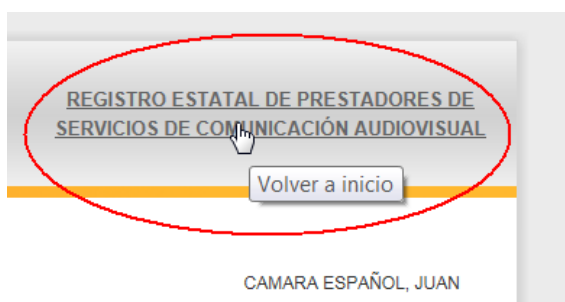 REGISTRO ESTATAL DE PRESTADORES DE
SERVICIOS DE COMUNICACIÓN AUDIOVISUAL
Volver a inicio
CAMARA ESPAÑOL, JUAN